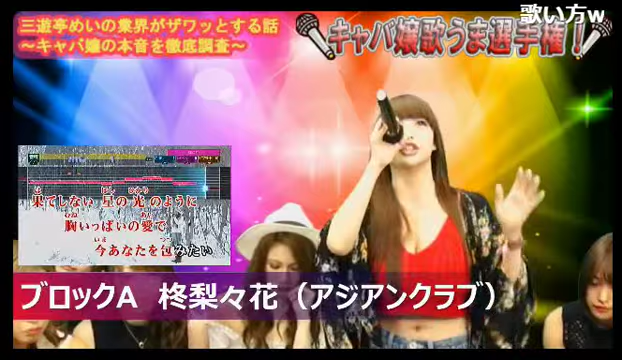 歌い方w
三遊亭めいの業界がザワッとする話
～キャバ嬢の本音を徹底調査～
キャバ嬢歌うま選手権！
果てしない 星の光のように
胸いっぱいの愛で
今あなたを包みたい
ブロックA 柊梨々花（アジアンクラブ）